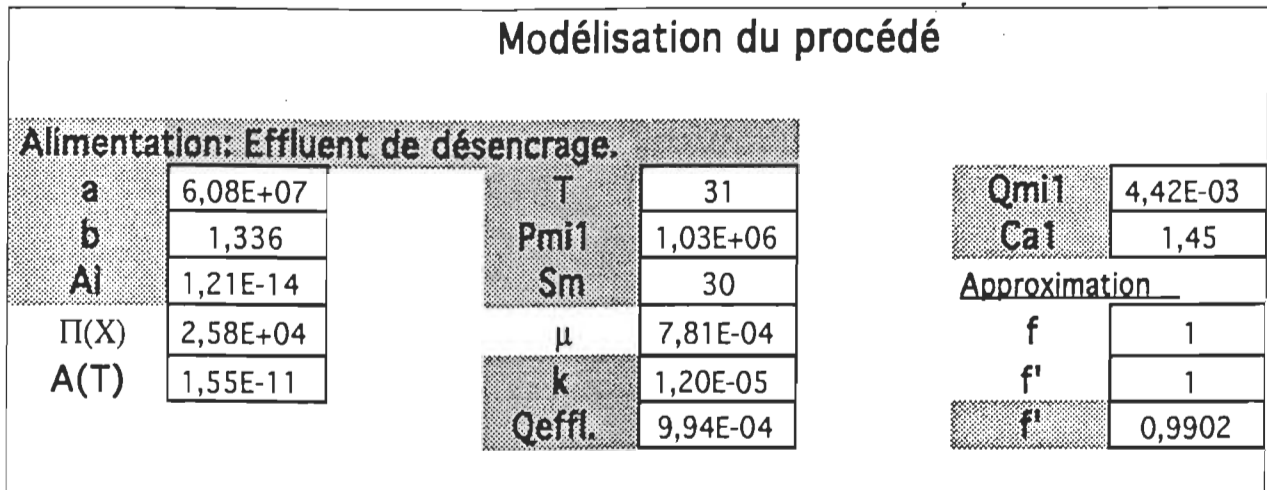 Modélisation du procédé
Alimentation: Effluent de désencrage.
a 6,08E+07 T 31 Qmi1 4,42E-03
b 1,336 Pmi1 1,03E+06 Ca1 1,45
Ai 1,21E-14 Sm 30 Approximation
Π(X) 2,58E+04 μ 7,81E-04 f 1
A(T) 1,55E-11 k 1,20E-05 f' 1
Qeffl. 9,94E-04 f' 0,9902